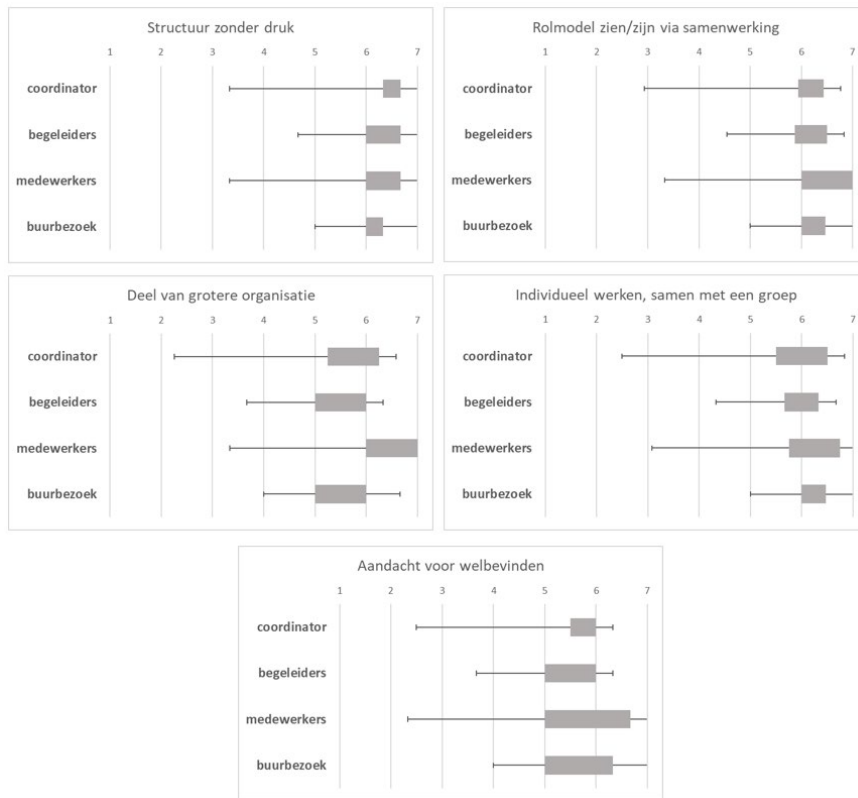 Structuur zonder druk
1 2 3 4 5 6 7
coordinator
begeleiders
medewerkers
buurbezoek
Rolmodel zien/zijn via samenwerking
1 2 3 4 5 6 7
coordinator
begeleiders
medewerkers
buurbezoek
Deel van grotere organisatie
1 2 3 4 5 6 7
coordinator
begeleiders
medewerkers
buurbezoek
Individueel werken, samen met een groep
1 2 3 4 5 6 7
coordinator
begeleiders
medewerkers
buurbezoek
Aandacht voor welbevinden
1 2 3 4 5 6 7
coordinator
begeleiders
medewerkers
buurbezoek